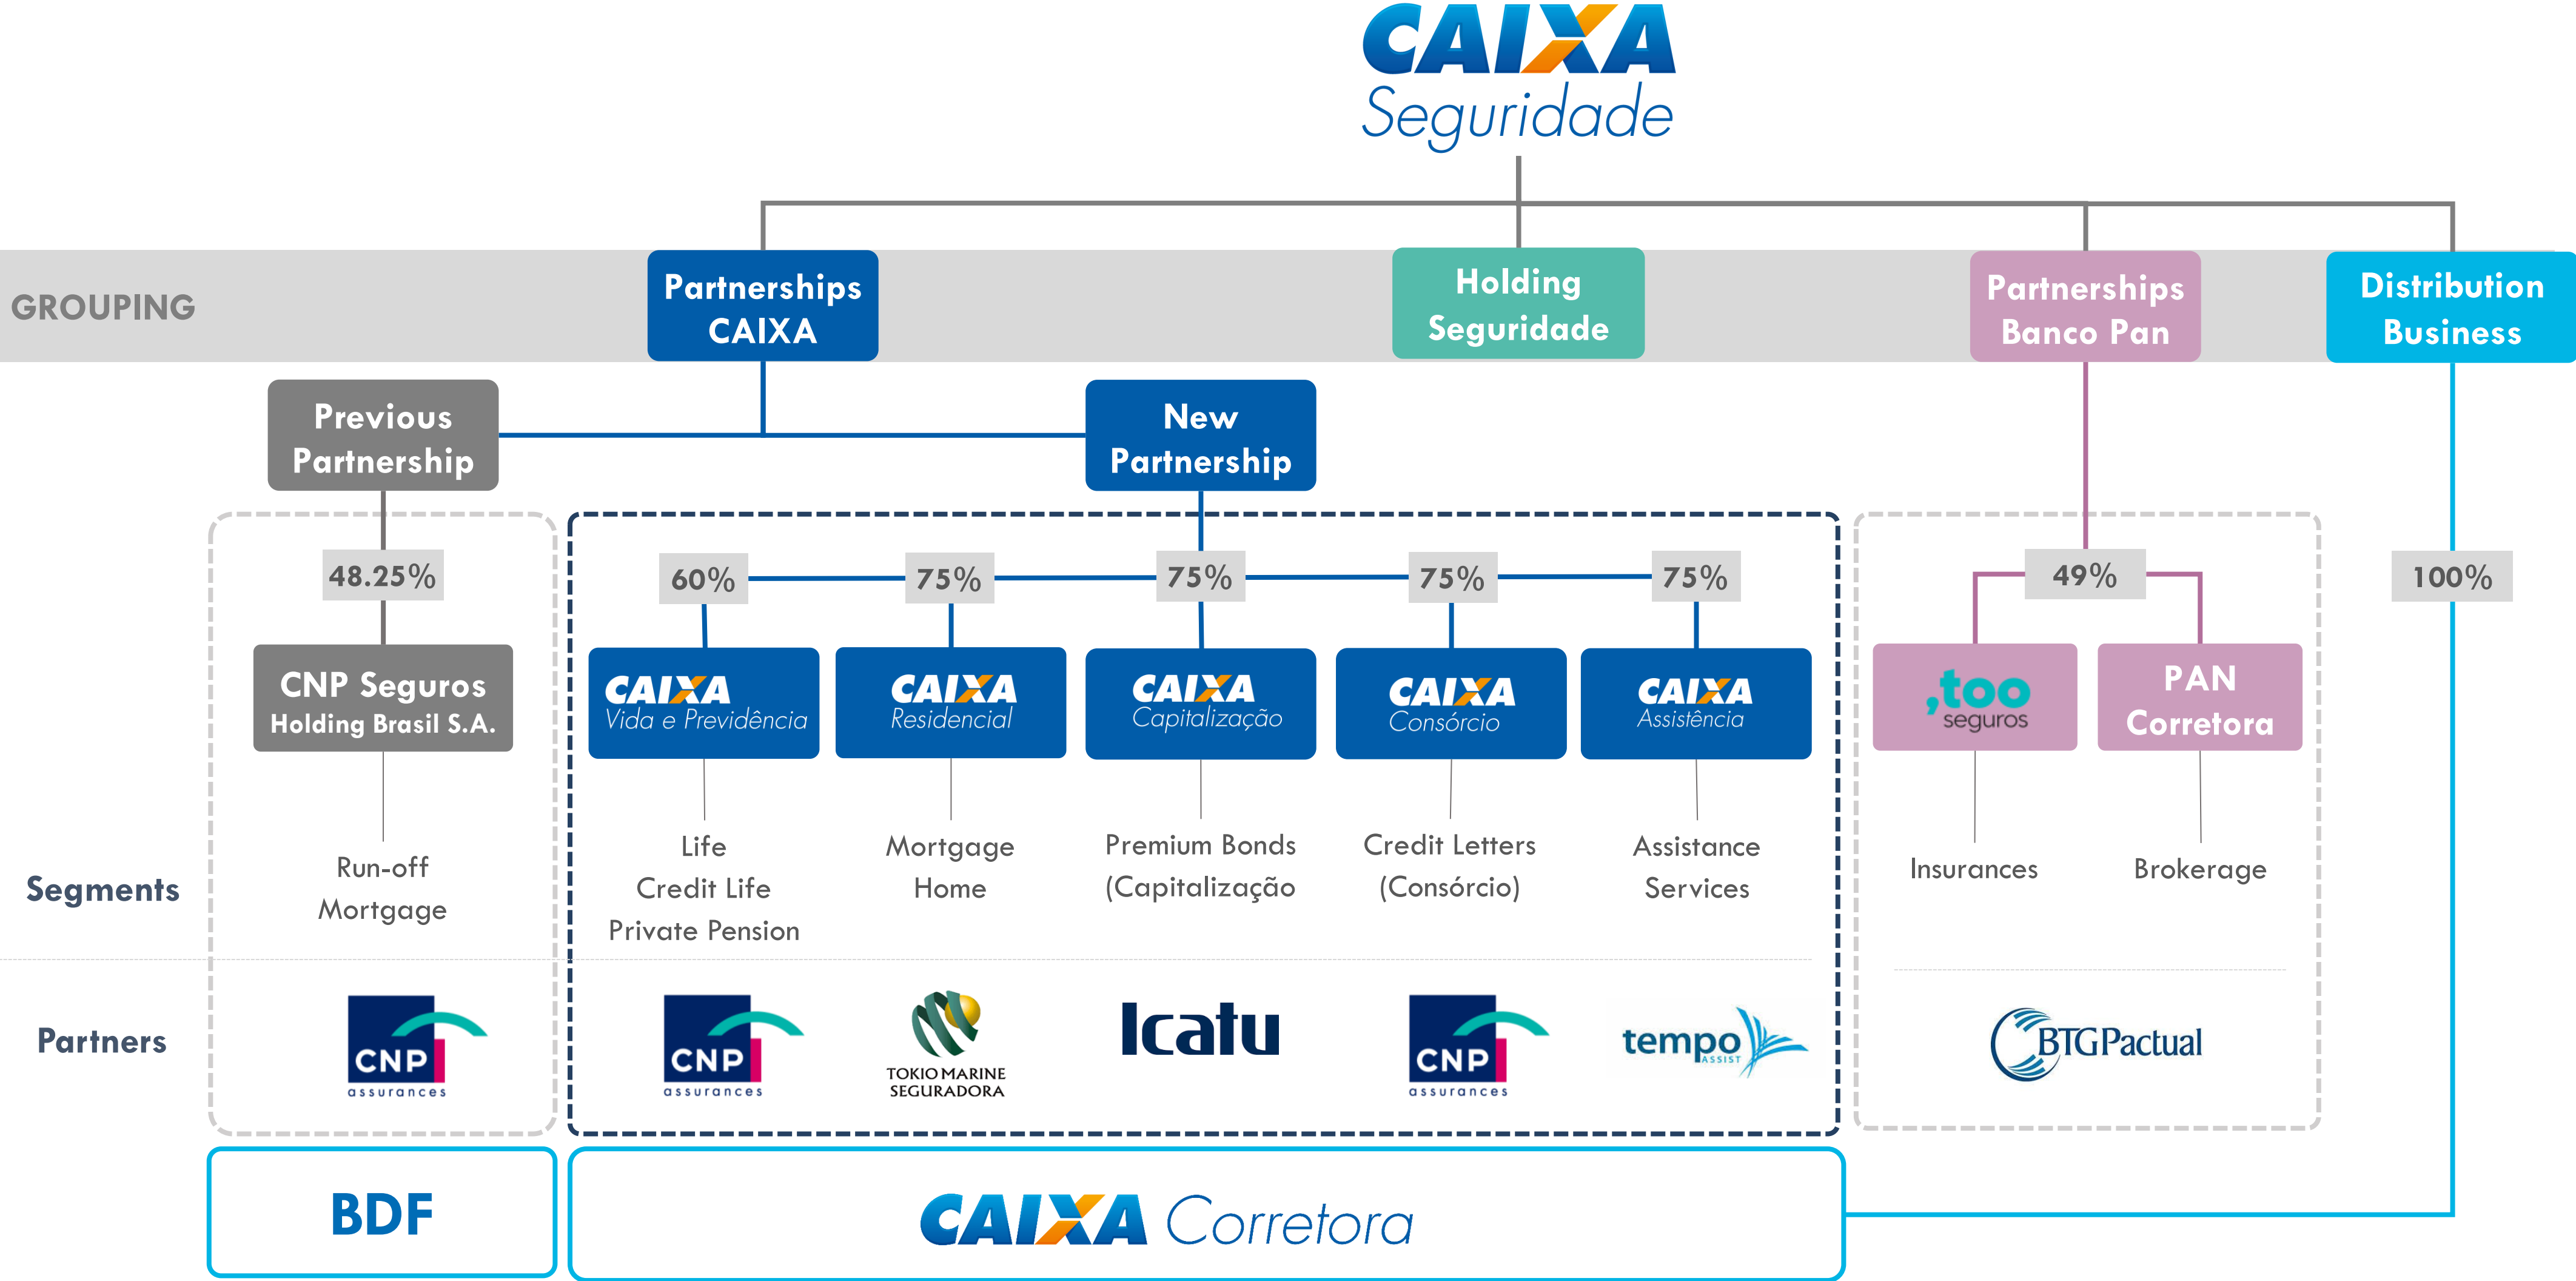 CAIXA
Seguridade
GROUPING
Partnerships
CAIXA
Holding
Seguridade
Partnerships
Banco Pan
Distribution
Business
Previous
Partnership
New
Partnership
48.25%
60%
75%
75%
75%
75%
49%
100%
CNP Seguros
Holding Brasil S.A.
CAIXA
Vida e Previdência
CAIXA
Residencial
CAIXA
Capitalização
CAIXA
Consórcio
CAIXA
Assistência
,too
seguros
PAN
Corretora
Segments
Run-off
Mortgage
Life
Credit Life
Private Pension
Mortgage
Home
Premium Bonds
(Capitalização
Credit Letters
(Consórcio)
Assistance
Services
Insurances
Brokerage
Partners
CNP
assurances
CNP
assurances
TOKIO MARINE
SEGURADORA
Icatu
CNP
assurances
tempo
ASSIST
BTGPactual
BDF
CAIXA Corretora